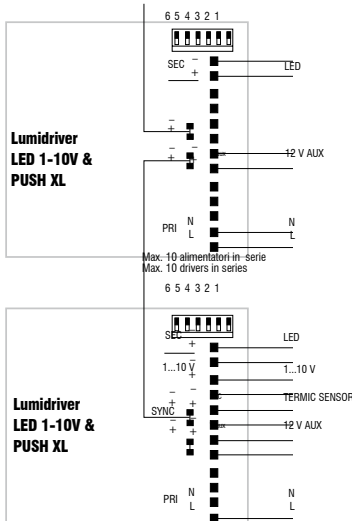 6 5 4 3 2 1
SEC − LED
+
− +
Lumidriver
LED 1-10V &
PUSH XL
− + − + 12 V AUX
PRI N N
L L
Max. 10 alimentatori in serie
Max. 10 drivers in series
6 5 4 3 2 1
SEC − LED
+
1...10 V − 1...10 V
+
+ − TERMIC SENSOR
SYNC + −
Lumidriver
LED 1-10V &
PUSH XL
− + − + 12 V AUX
PRI N N
L L